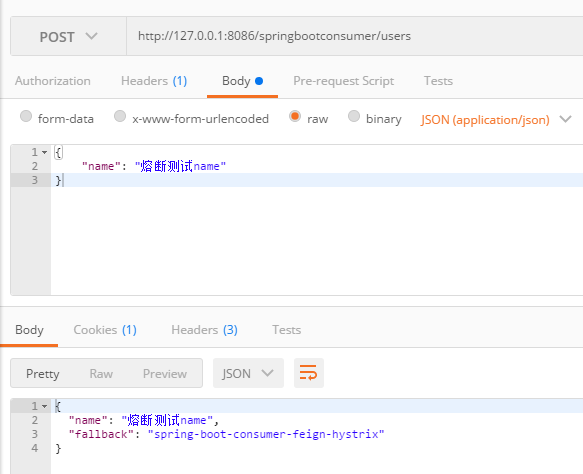 POST http://127.0.0.1:8086/springbootconsumer/users
Authorization Headers (1) Body Pre-request Script Tests
form-data x-www-form-urlencoded raw binary JSON (application/json)
1 {
2 "name": "熔断测试name"
3 }
Body Cookies (1) Headers (3) Tests
Pretty Raw Preview JSON
1 {
2 "name": "熔断测试name",
3 "fallback": "spring-boot-consumer-feign-hystrix"
4 }